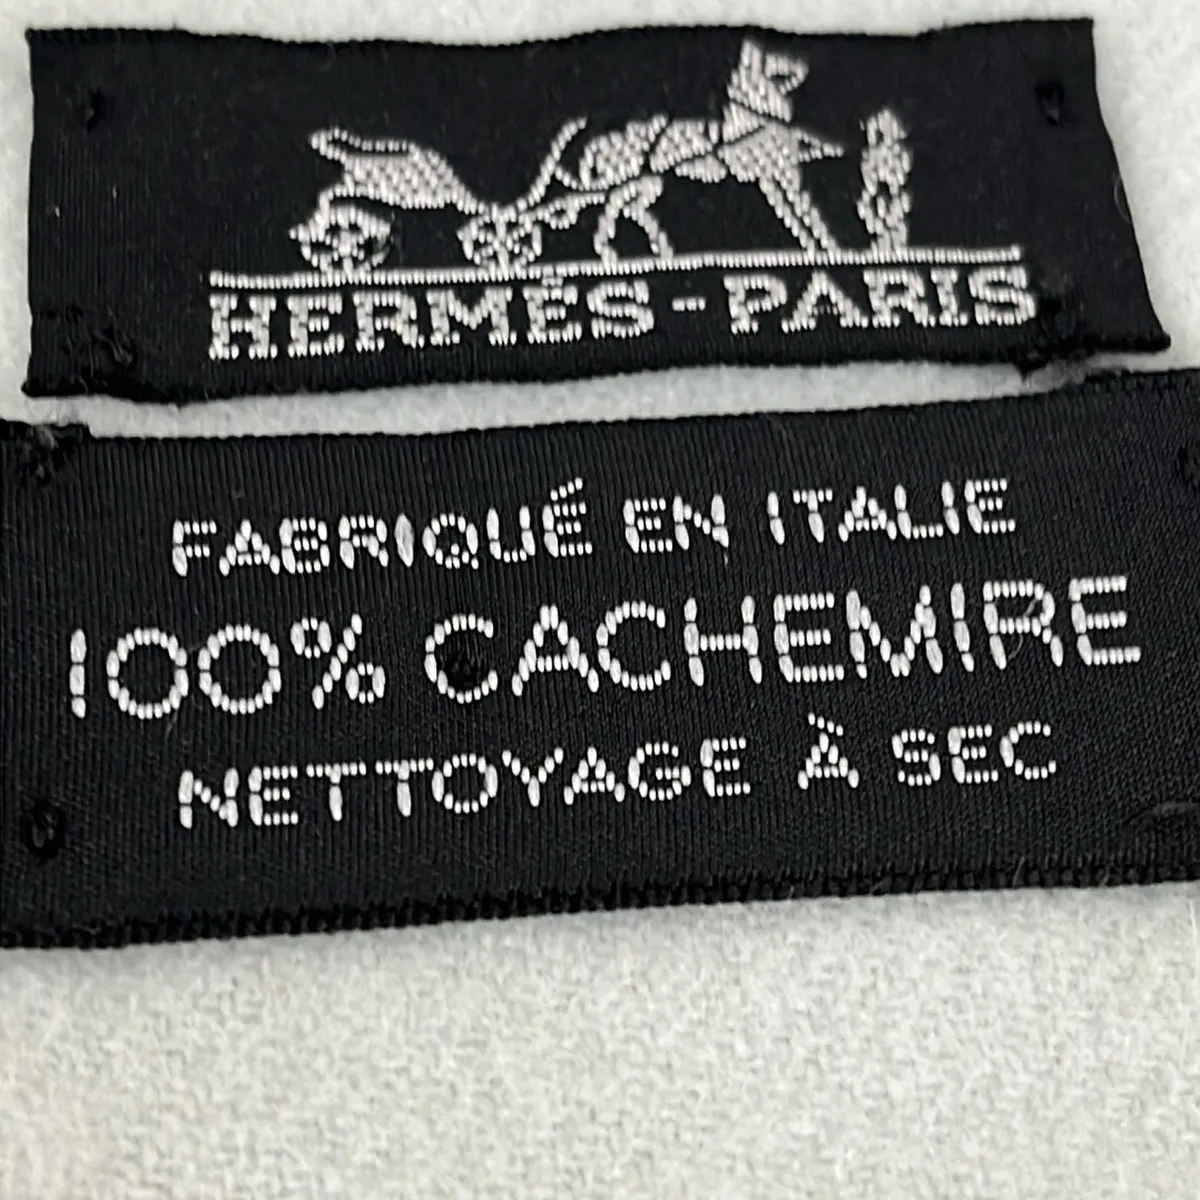 HERMÈS-PARIS
FABRIQUÉ EN ITALIE
100% CACHEMIRE
NETTOYAGE À SEC